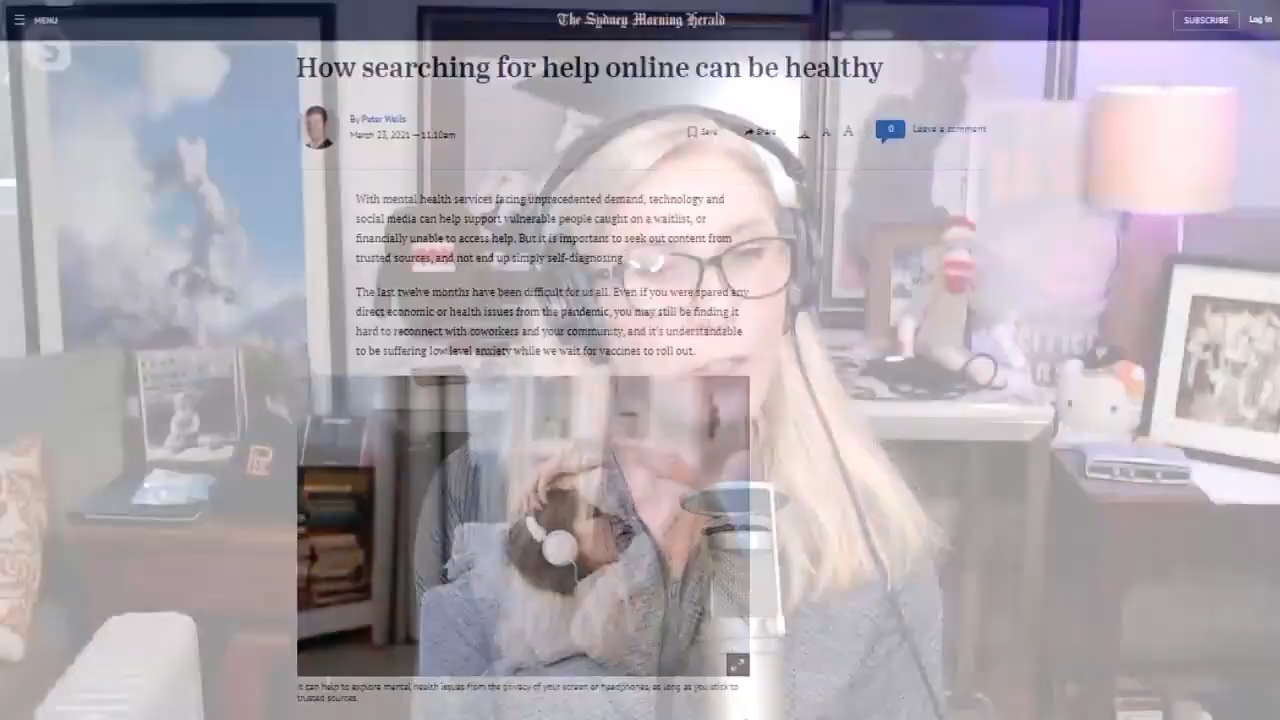 MENU
The Sydney Morning Herald
SUBSCRIBE
Log in
S
How searching for help online can be healthy
By Peter Wells
March 23, 2021 — 11.10am
Save
Share
A
A
A
0
Leave a comment
With mental health services facing unprecedented demand, technology and
social media can help support vulnerable people caught on a waitlist, or
financially unable to access help. But it is important to seek out content from
trusted sources, and not end up simply self-diagnosing.
The last twelve months have been difficult for us all. Even if you were spared any
direct economic or health issues from the pandemic, you may still be finding it
hard to reconnect with coworkers and your community, and it's understandable
to be suffering low level anxiety while we wait for vaccines to roll out.
It can help to explore mental health issues from the privacy of your screen or headphones, as long as you stick to
trusted sources.